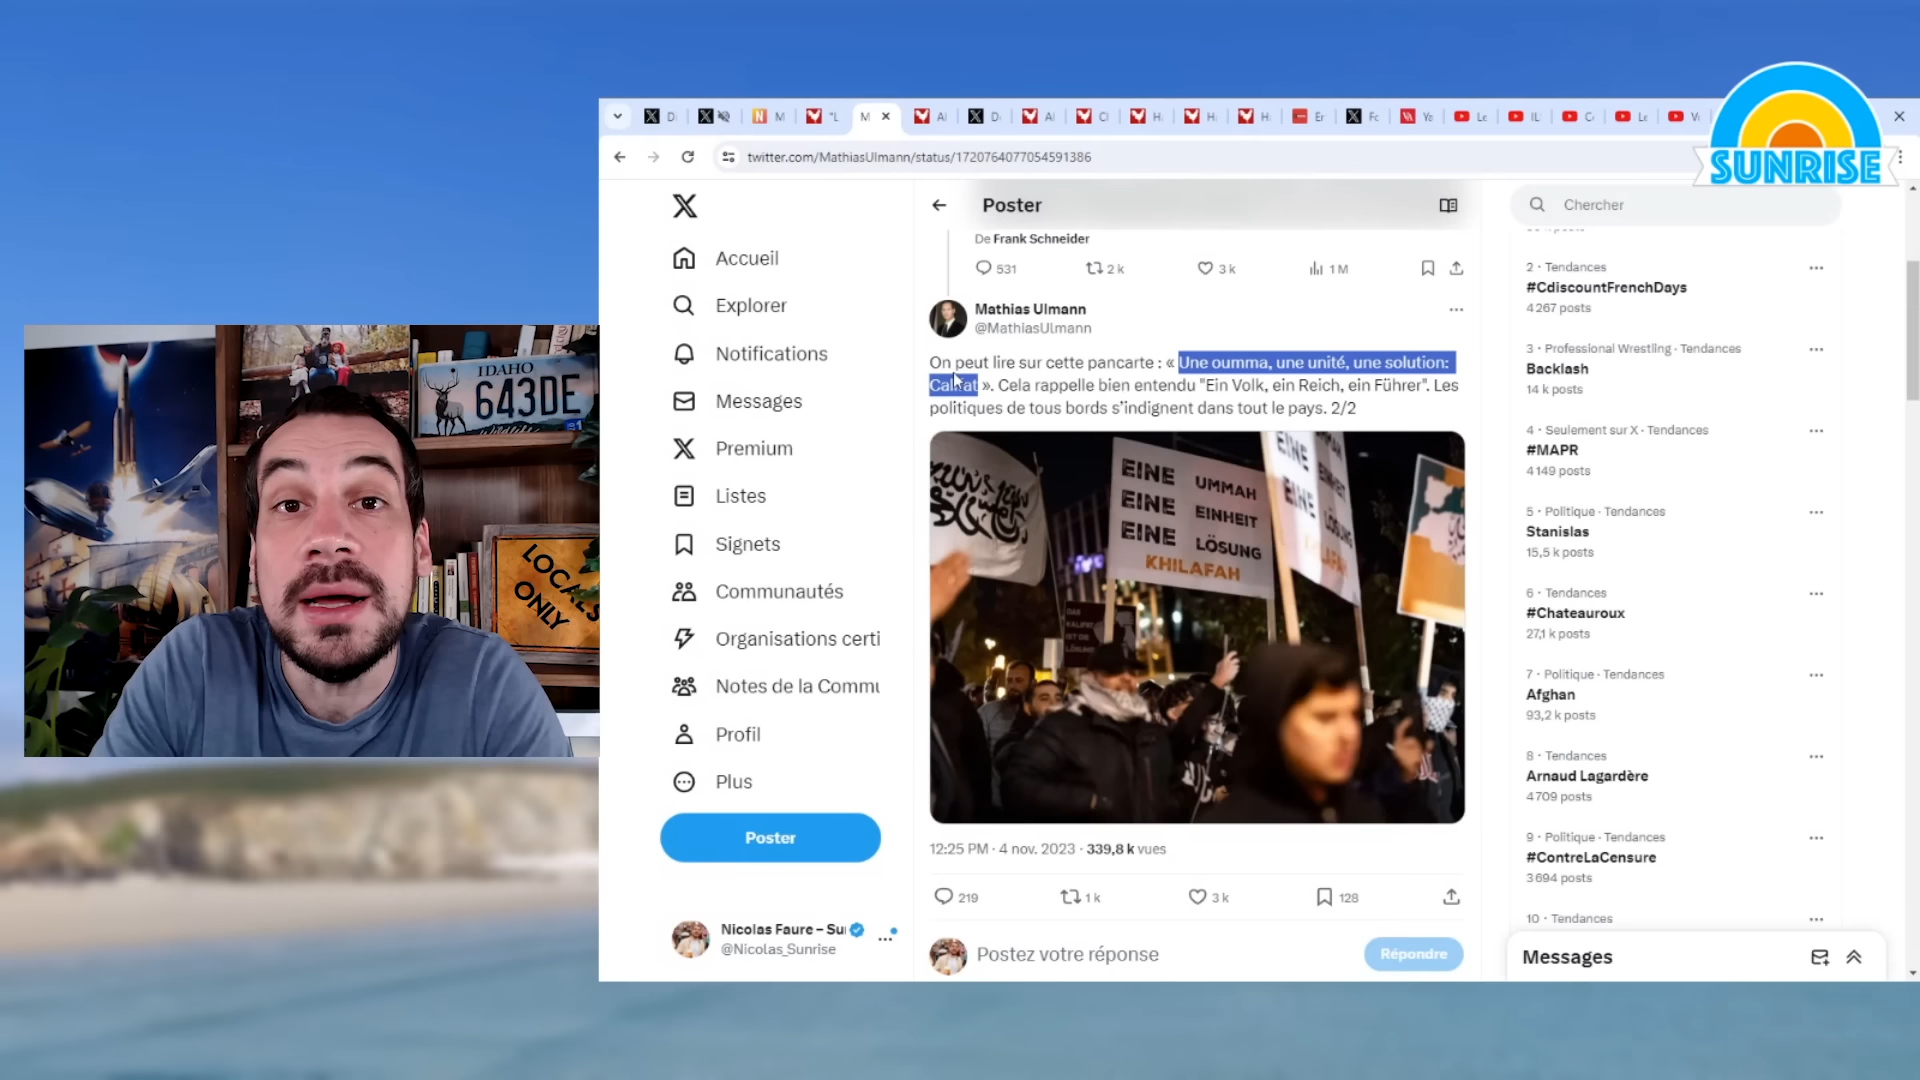 SUNRISE
IDAHO
643DE
LOCALS
ONLY
twitter.com/MathiasUlmann/status/1720764077054591386
Accueil
Explorer
Notifications
Messages
Premium
Listes
Signets
Communautés
Organisations certi
Notes de la Commu
Profil
Plus
Poster
Nicolas Faure – Su
@Nicolas_Sunrise
Poster
De Frank Schneider
531 2 k 3 k 1 M
Mathias Ulmann
@MathiasUlmann
On peut lire sur cette pancarte : « Une oumma, une unité, une solution:
Califat ». Cela rappelle bien entendu "Ein Volk, ein Reich, ein Führer". Les
politiques de tous bords s'indignent dans tout le pays. 2/2
EINE UMMAH
EINE EINHEIT
EINE LÖSUNG
KHILAFAH
DAS
KALIFAT
IST DIE
LÖSUNG
12:25 PM · 4 nov. 2023 · 339,8 k vues
219 1 k 3 k 128
Postez votre réponse
Répondre
Chercher
2 · Tendances
#CdiscountFrenchDays
4 267 posts
3 · Professional Wrestling · Tendances
Backlash
14 k posts
4 · Seulement sur X · Tendances
#MAPR
4 149 posts
5 · Politique · Tendances
Stanislas
15,5 k posts
6 · Tendances
#Chateauroux
27,1 k posts
7 · Politique · Tendances
Afghan
93,2 k posts
8 · Tendances
Arnaud Lagardère
4 709 posts
9 · Politique · Tendances
#ContreLaCensure
3 694 posts
10 · Tendances
Messages